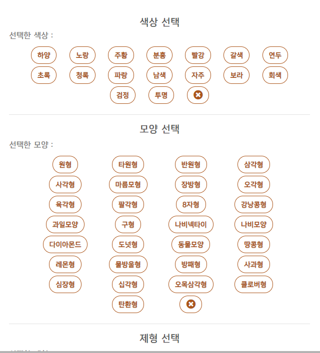 색상 선택
선택한 색상 :
하양 노랑 주황 분홍 빨강 갈색 연두
초록 청록 파랑 남색 자주 보라 회색
검정 투명
모양 선택
선택한 모양 :
원형 타원형 반원형 삼각형
사각형 마름모형 장방형 오각형
육각형 팔각형 8자형 강낭콩형
과일모양 구형 나비넥타이 나비모양
다이아몬드 도넛형 동물모양 땅콩형
레몬형 물방울형 방패형 사과형
심장형 십각형 오목삼각형 클로버형
탄환형
제형 선택